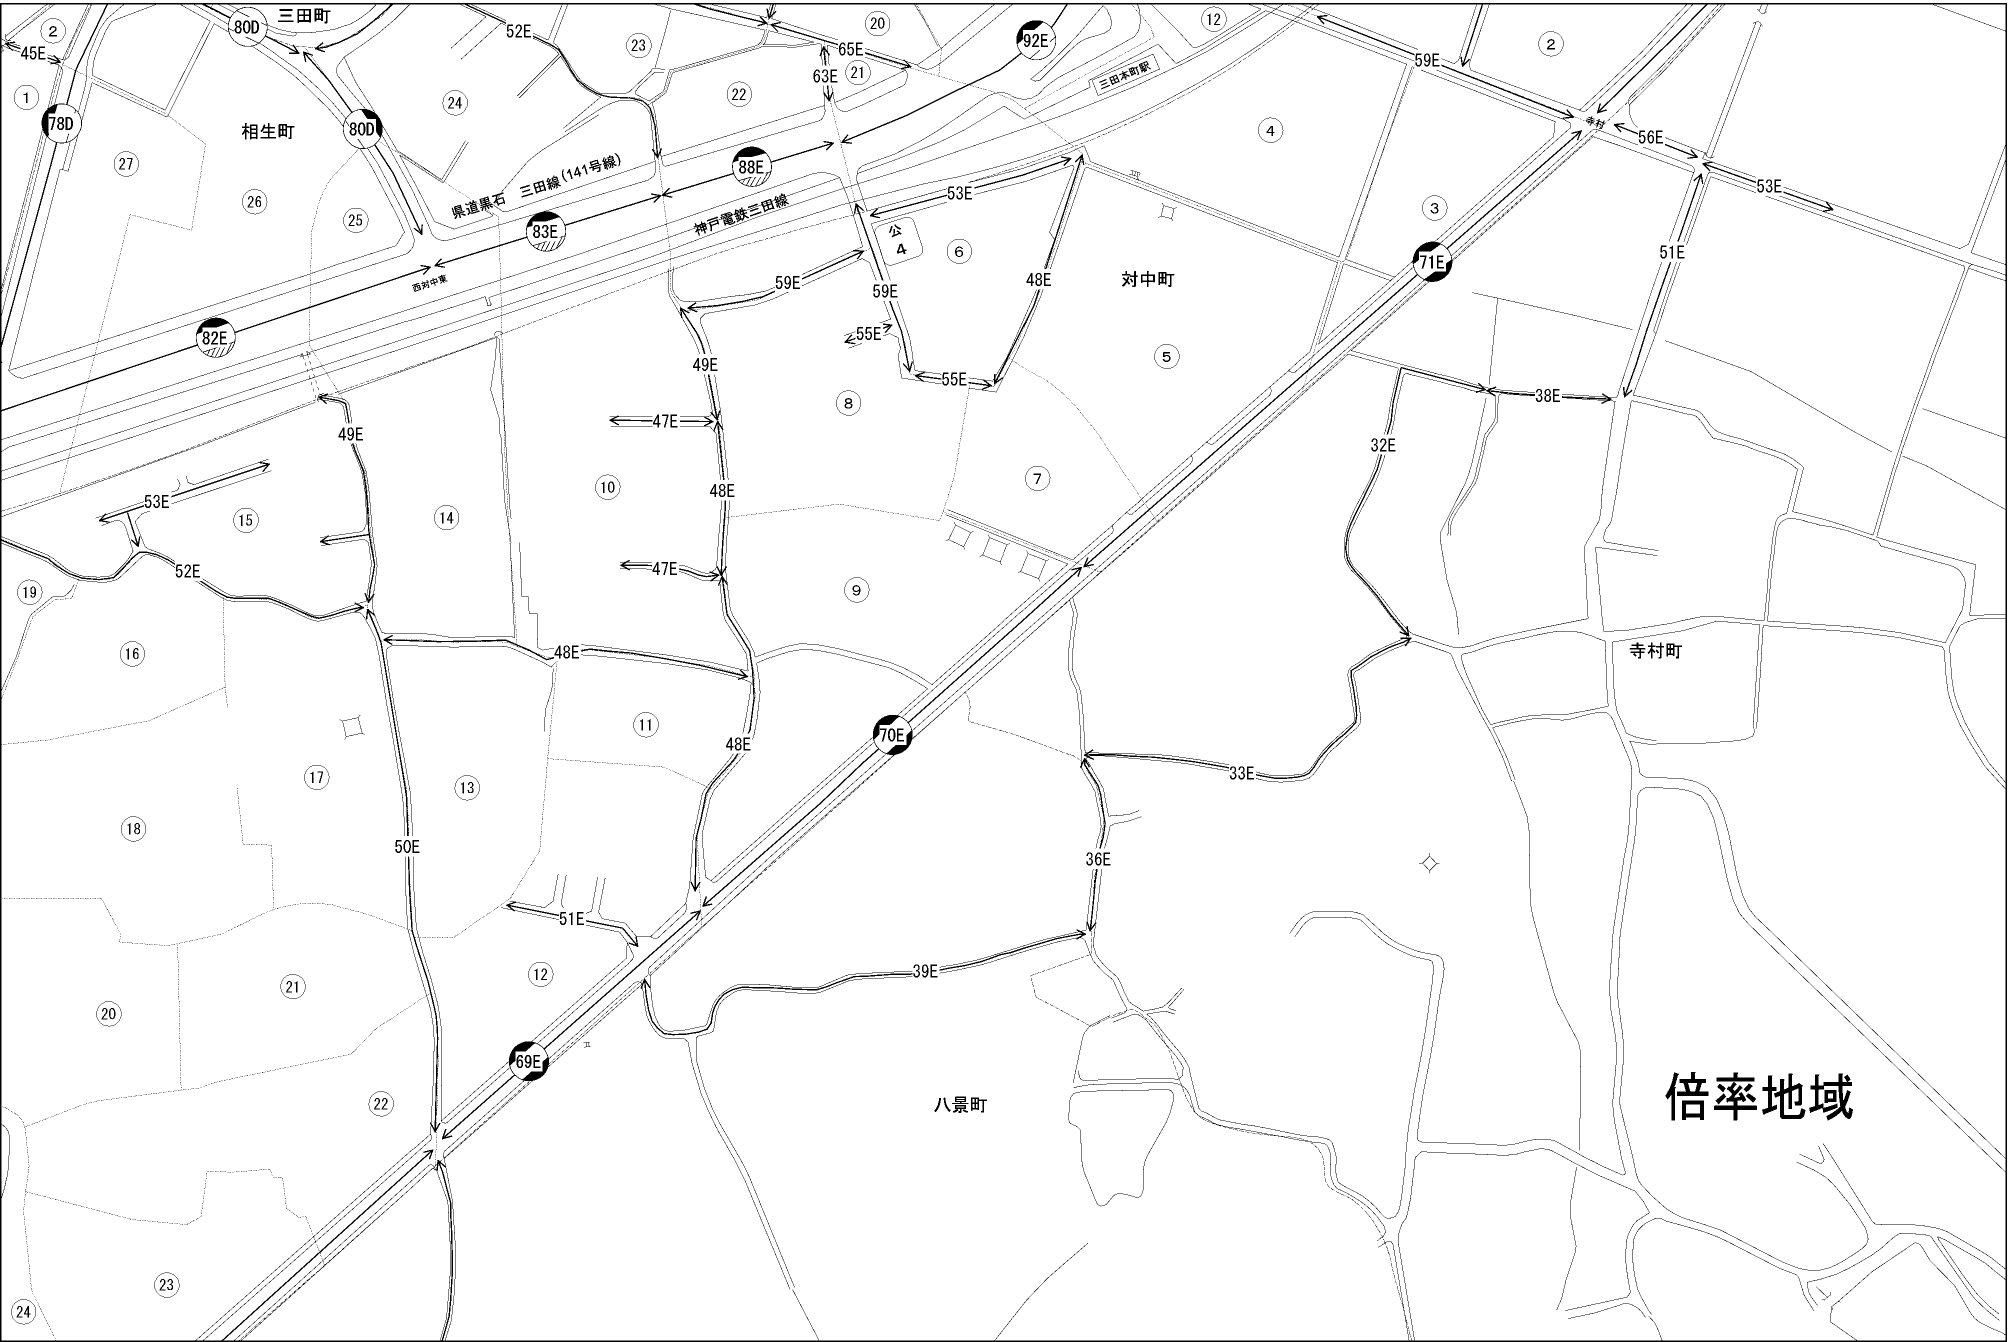 三田町
80D
52E
20
12
92E
2
45E
23
65E
59E
2
63E
21
三田本町駅
1
24
22
78D
80D
相生町
4
寺村
56E
27
88E
53E
県道黒石 三田線(141号線)
53E
26
25
83E
神戸電鉄三田線
3
公
4
6
51E
71E
西対中東
59E
59E
48E
対中町
82E
55E
49E
5
55E
38E
8
49E
47E
32E
7
10
48E
53E
15
14
47E
9
52E
19
16
48E
寺村町
11
70E
48E
17
13
33E
18
50E
36E
51E
12
39E
21
20
69E
22
八景町
倍率地域
23
24